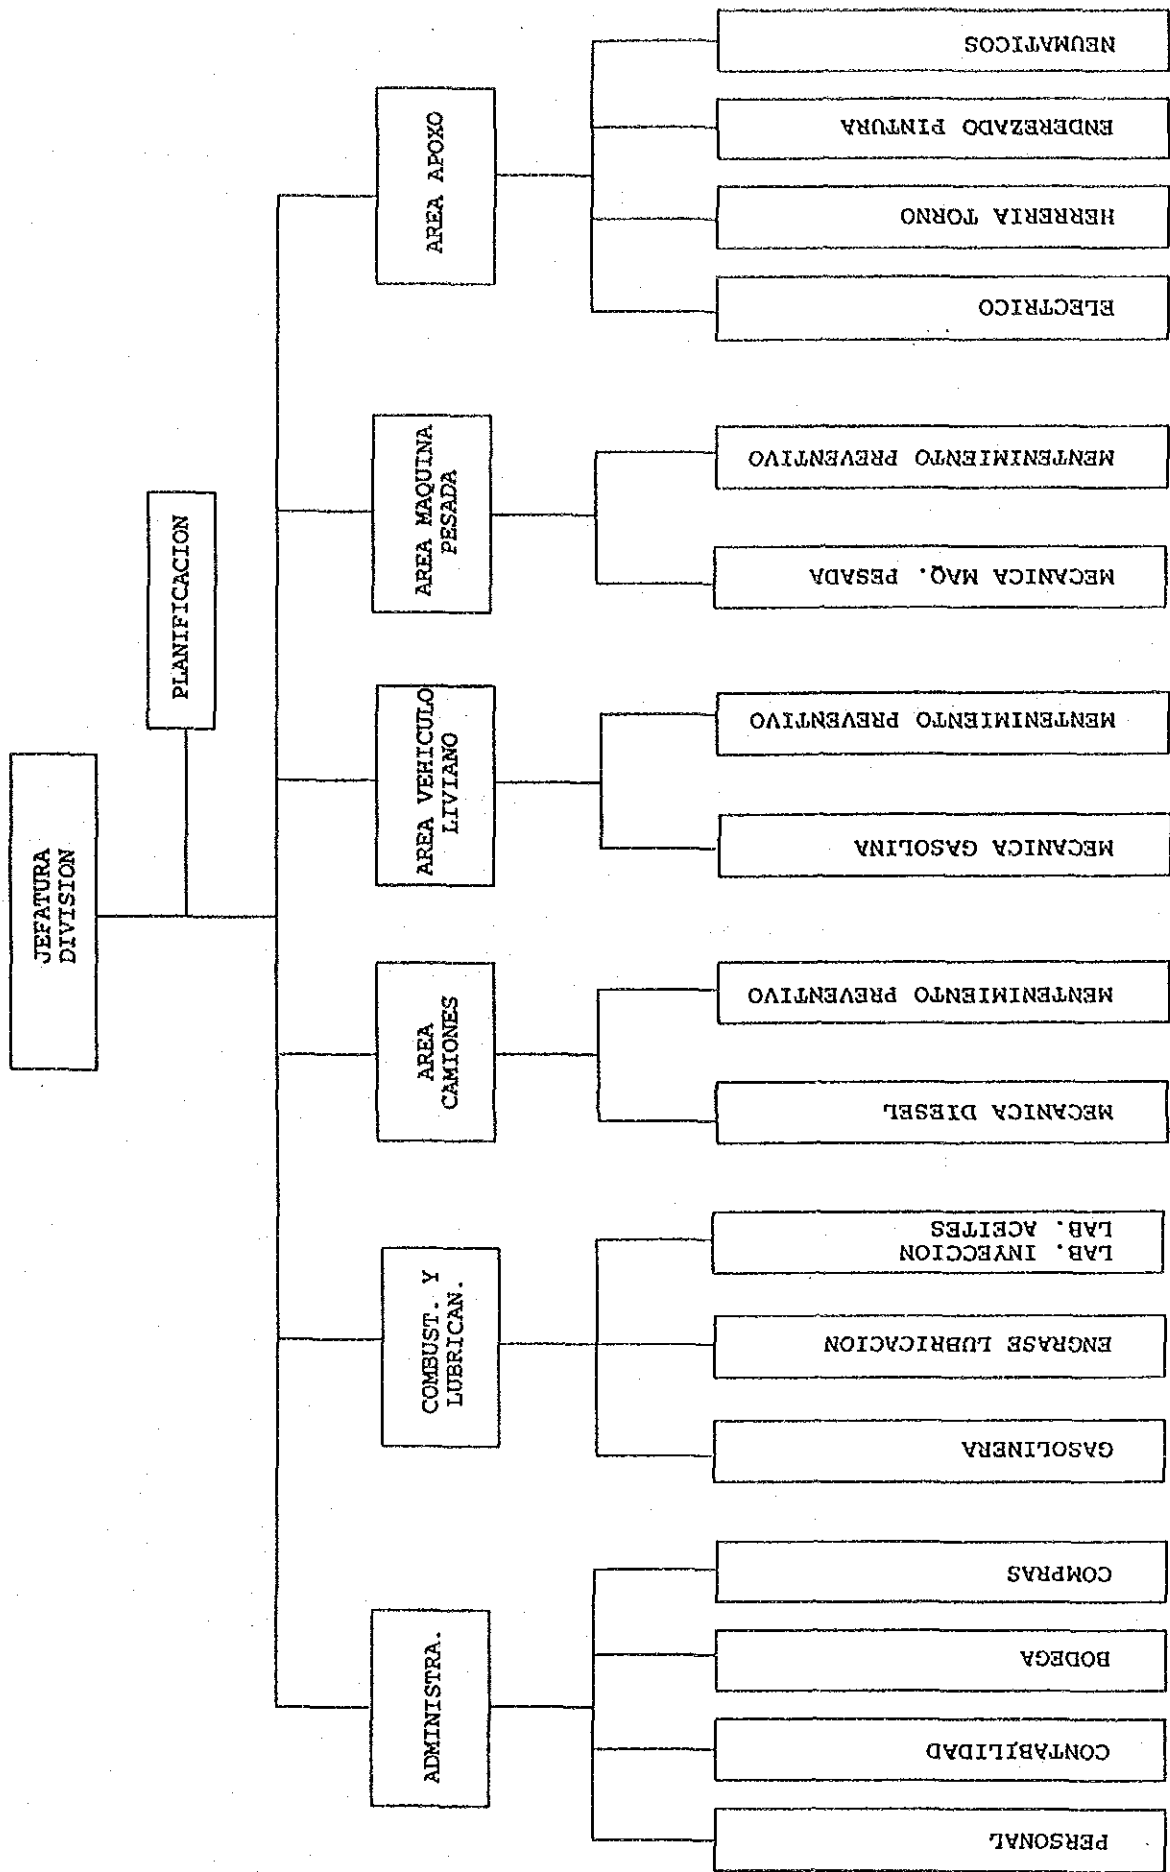 JEFATURA
DIVISION
PLANIFICACION
ADMINISTRA.
COMBUST. Y
LUBRICAN.
AREA
CAMIONES
AREA VEHICULO
LIVIANO
AREA MAQUINA
PESADA
AREA APOXO
PERSONAL
CONTABILIDAD
BODEGA
COMPRAS
GASOLINERA
ENGRASE LUBRICACION
LAB. INYECCION
LAB. ACEITES
MECANICA DIESEL
MENTENIMIENTO PREVENTIVO
MECANICA GASOLINA
MENTENIMIENTO PREVENTIVO
MECANICA MAQ. PESADA
MENTENIMIENTO PREVENTIVO
ELECTRICO
HERRERIA TORNO
ENDEREZADO PINTURA
NEUMATICOS